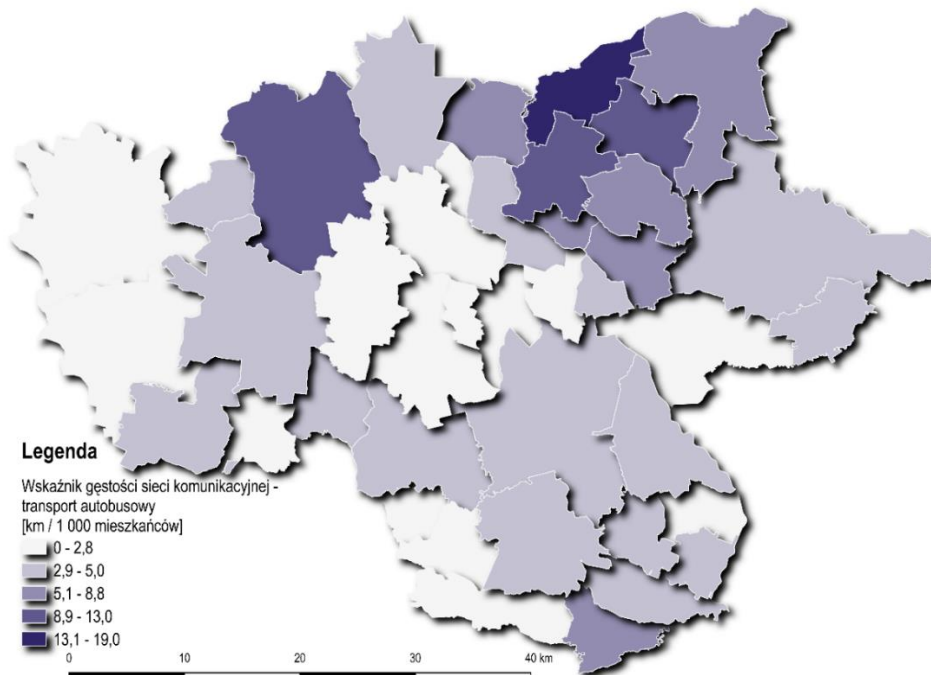 Legenda
Wskaźnik gęstości sieci komunikacyjnej -
transport autobusowy
[km / 1 000 mieszkańców]
0 - 2,8
2,9 - 5,0
5,1 - 8,8
8,9 - 13,0
13,1 - 19,0
0 10 20 30 40 km